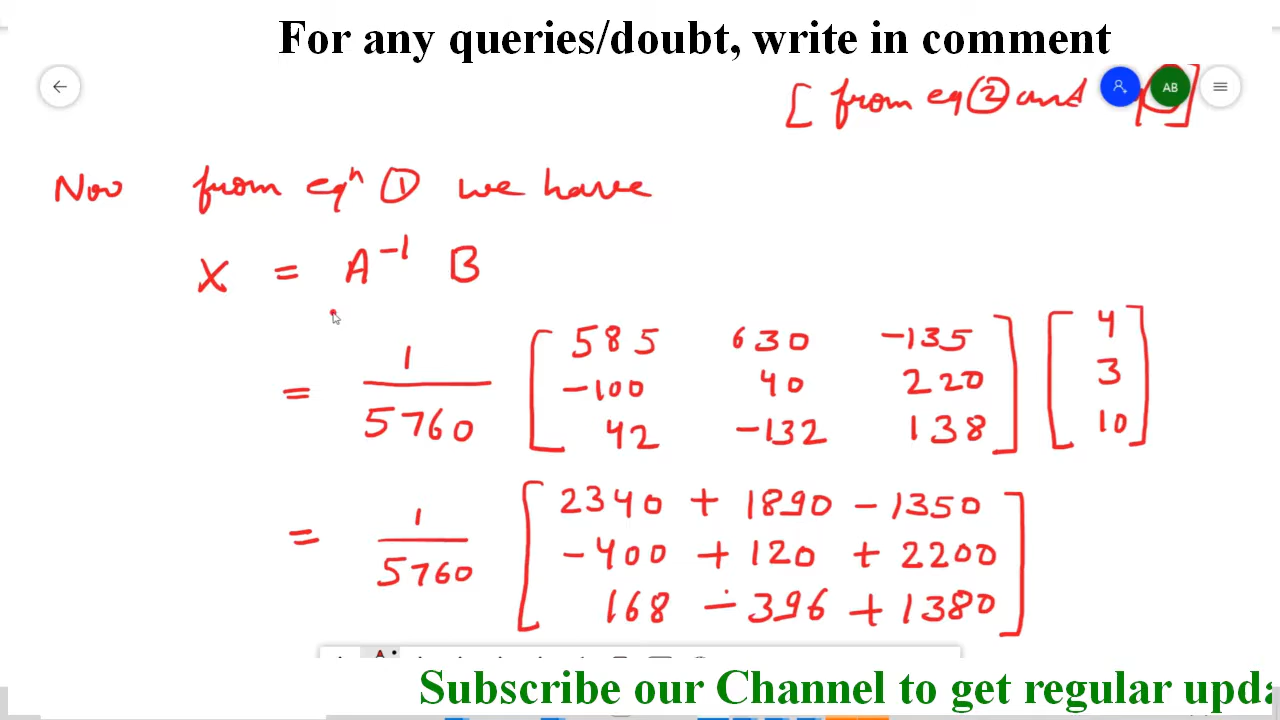 For any queries/doubt, write in comment
[ from eq ② and
AB
Now from eqⁿ ① we have
X = A⁻¹ B
= 1/5760 [ 585 630 -135 ] [ 4 ]
[ -100 40 220 ] [ 3 ]
[ 42 -132 138 ] [ 10 ]
= 1/5760 [ 2340 + 1890 - 1350 ]
[ -400 + 120 + 2200 ]
[ 168 - 396 + 1380 ]
Subscribe our Channel to get regular upda